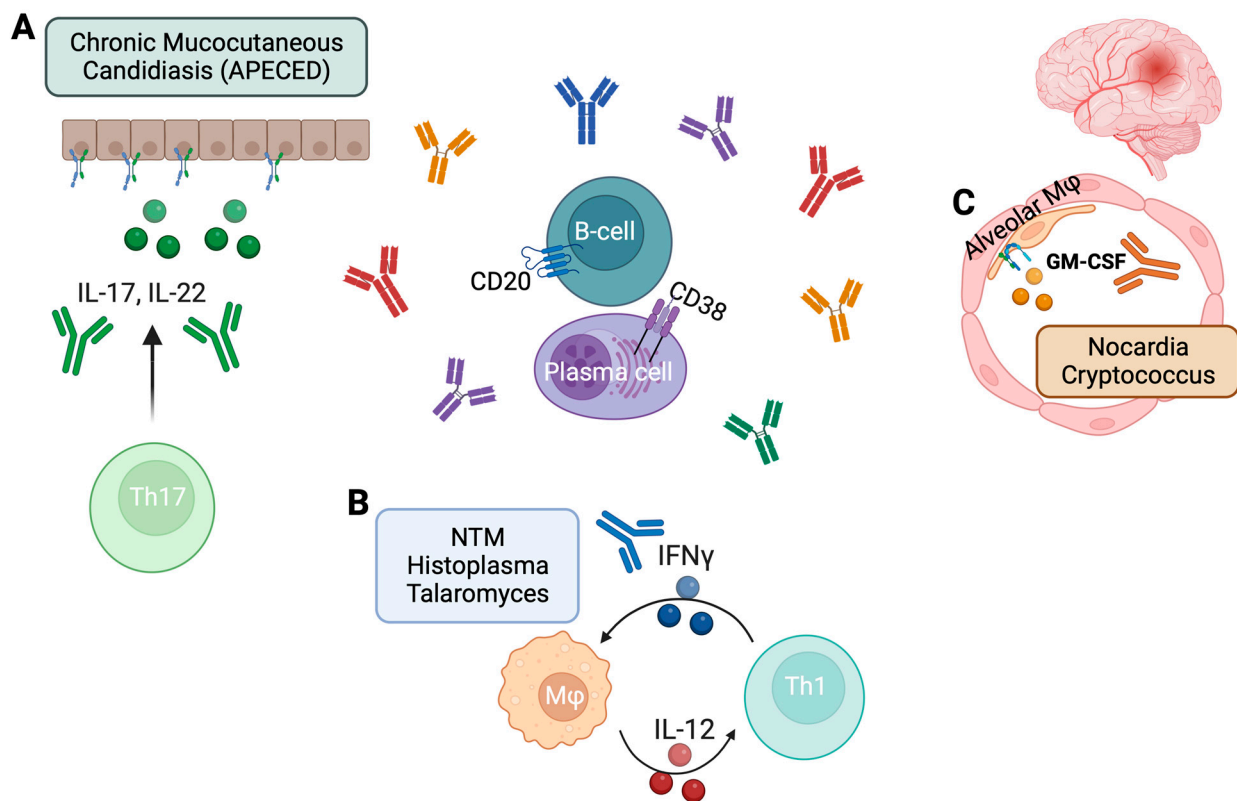 A
Chronic Mucocutaneous
Candidiasis (APECED)
IL-17, IL-22
Th17
B-cell
CD20
CD38
Plasma cell
B
NTM
Histoplasma
Talaromyces
IFNγ
Mφ
Th1
IL-12
C
Alveolar Mφ
GM-CSF
Nocardia
Cryptococcus